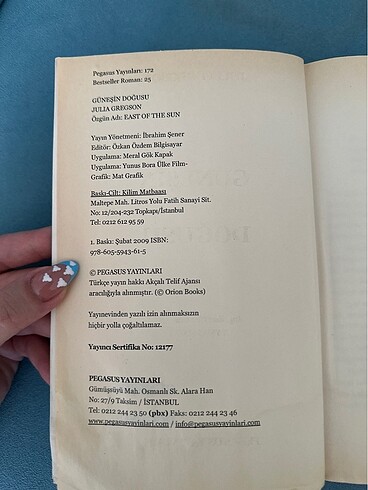 Pegasus Yayınları: 172
Bestseller Roman: 25
GÜNEŞİN DOĞUSU
JULIA GREGSON
Özgün Adı: EAST OF THE SUN
Yayın Yönetmeni: İbrahim Şener
Editör: Özkan Özdem Bilgisayar
Uygulama: Meral Gök Kapak
Uygulama: Yunus Bora Ülke Film-
Grafik: Mat Grafik
Baskı-Cilt: Kilim Matbaası
Maltepe Mah. Litros Yolu Fatih Sanayi Sit.
No: 12/204-232 Topkapı/İstanbul
Tel: 0212 612 95 59
1. Baskı: Şubat 2009 ISBN:
978-605-5943-61-5
© PEGASUS YAYINLARI
Türkçe yayın hakkı Akçalı Telif Ajansı
aracılığıyla alınmıştır. (© Orion Books)
Yayınevinden yazılı izin alınmaksızın
hiçbir yolla çoğaltılamaz.
Yayıncı Sertifika No: 12177
PEGASUS YAYINLARI
Gümüşsüyü Mah. Osmanlı Sk. Alara Han
No: 27/9 Taksim / İSTANBUL
Tel: 0212 244 23 50 (pbx) Faks: 0212 244 23 46
www.pegasusyayinlari.com / info@pegasusyayinlari.com